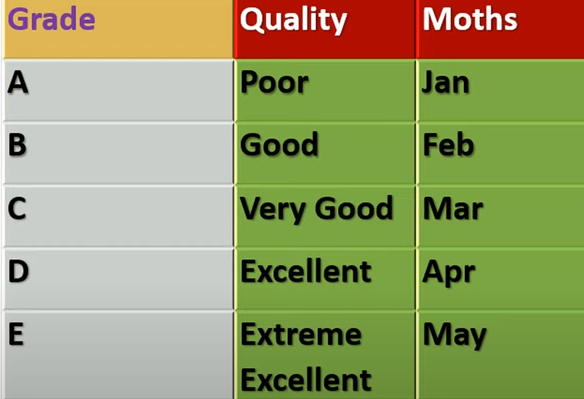 Grade Quality Moths
A Poor Jan
B Good Feb
C Very Good Mar
D Excellent Apr
E Extreme May
Excellent